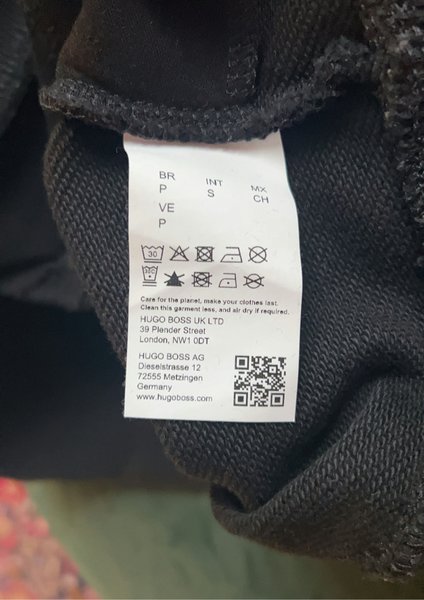 BR INT MX
P S CH
VE
P
30
Care for the planet, make your clothes last.
Clean this garment less, and air dry if required.
HUGO BOSS UK LTD
39 Plender Street
London, NW1 0DT
HUGO BOSS AG
Dieselstrasse 12
72555 Metzingen
Germany
www.hugoboss.com